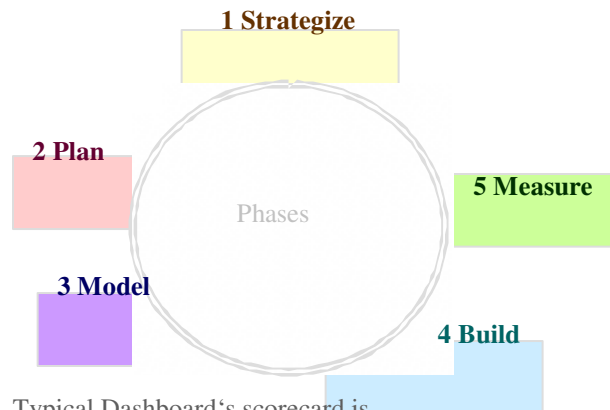 1 Strategize
2 Plan
5 Measure
Phases
3 Model
4 Build
Typical Dashboard‘s scorecard is